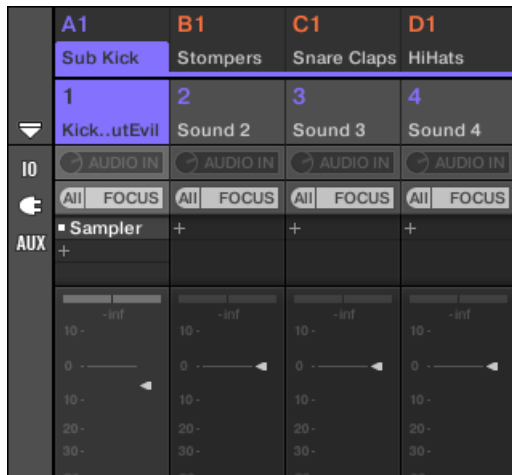 A1 B1 C1 D1
Sub Kick Stompers Snare Claps HiHats
1 2 3 4
Kick..utEvil Sound 2 Sound 3 Sound 4
IO AUDIO IN AUDIO IN AUDIO IN AUDIO IN
All FOCUS All FOCUS All FOCUS All FOCUS
Sampler + + +
AUX +
-inf -inf -inf -inf
10 - 10 - 10 - 10 -
0 - 0 - 0 - 0 -
10 - 10 - 10 - 10 -
20 - 20 - 20 - 20 -
30 - 30 - 30 - 30 -